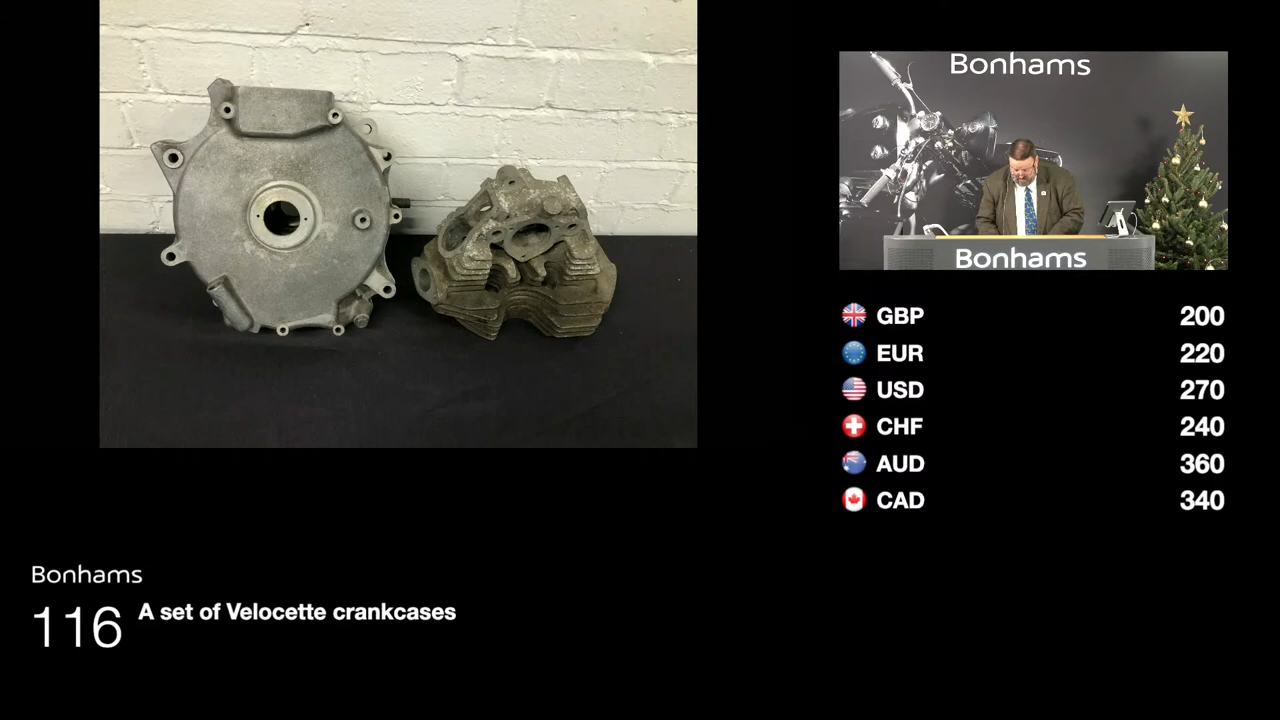 Bonhams
Bonhams
GBP 200
EUR 220
USD 270
CHF 240
AUD 360
CAD 340
Bonhams
116 A set of Velocette crankcases